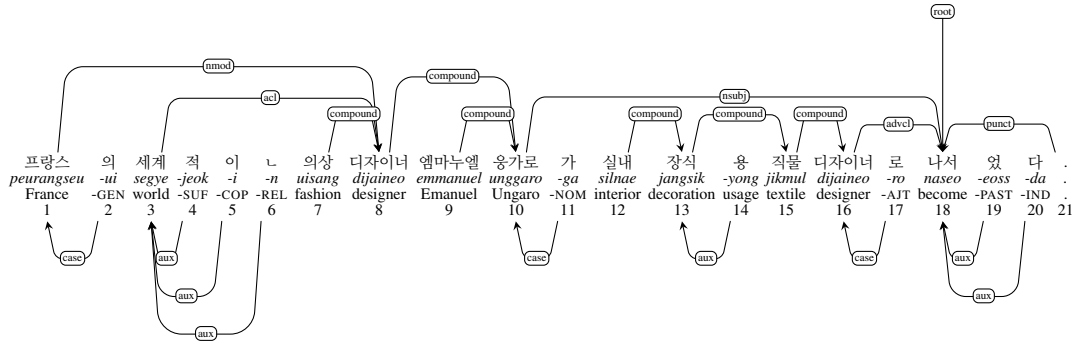 root
nmod
compound
acl
nsubj
compound compound compound compound compound advcl punct
프랑스 의 세계 적 이 ㄴ 의상 디자이너 엠마누엘 웅가로 가 실내 장식 용 직물 디자이너 로 나서 었 다 .
peurangseu -ui segye -jeok -i -n uisang dijaineo emmanuel unggaro -ga silnae jangsik -yong jikmul dijaineo -ro naseo -eoss -da .
France -GEN world -SUF -COP -REL fashion designer Emanuel Ungaro -NOM interior decoration usage textile designer -AJT become -PAST -IND .
1 2 3 4 5 6 7 8 9 10 11 12 13 14 15 16 17 18 19 20 21
case aux case aux case aux
aux aux
aux